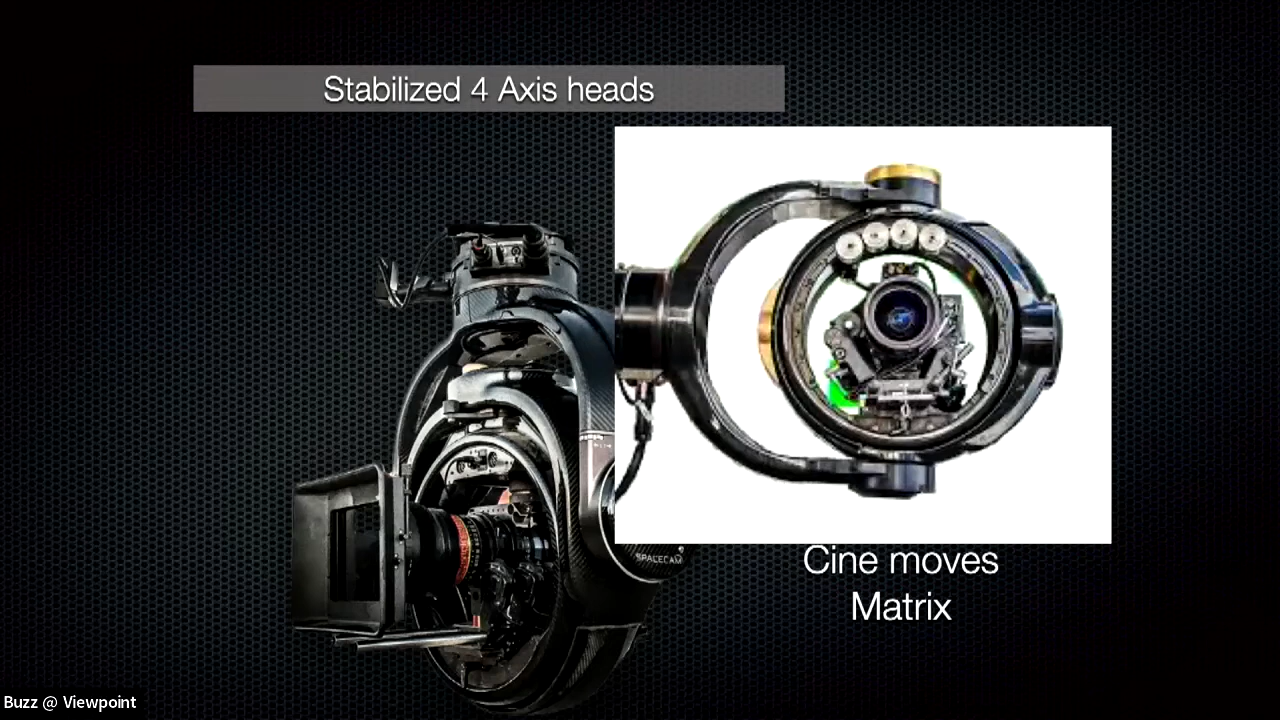 Stabilized 4 Axis heads
SPACECAM
Cine moves
Matrix
Buzz @ Viewpoint